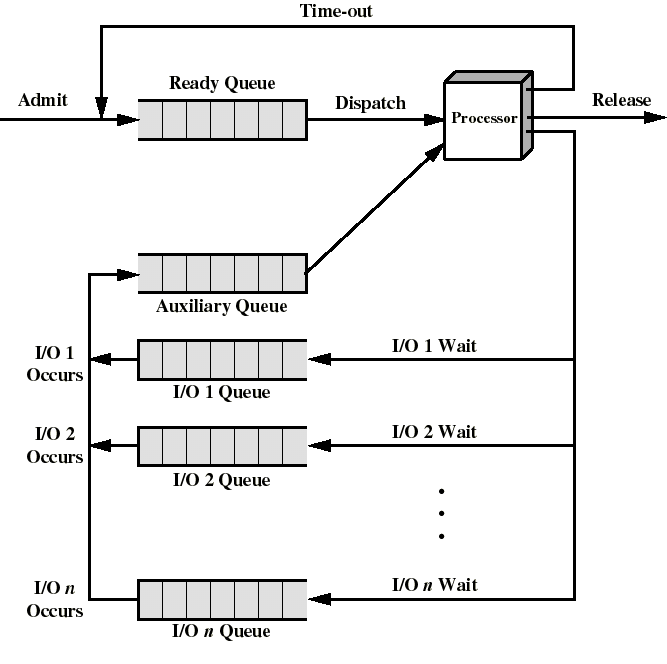 Time-out
Ready Queue
Admit
Dispatch
Processor
Release
Auxiliary Queue
I/O 1
Occurs
I/O 1 Wait
I/O 1 Queue
I/O 2
Occurs
I/O 2 Wait
I/O 2 Queue
I/O n
Occurs
I/O n Wait
I/O n Queue